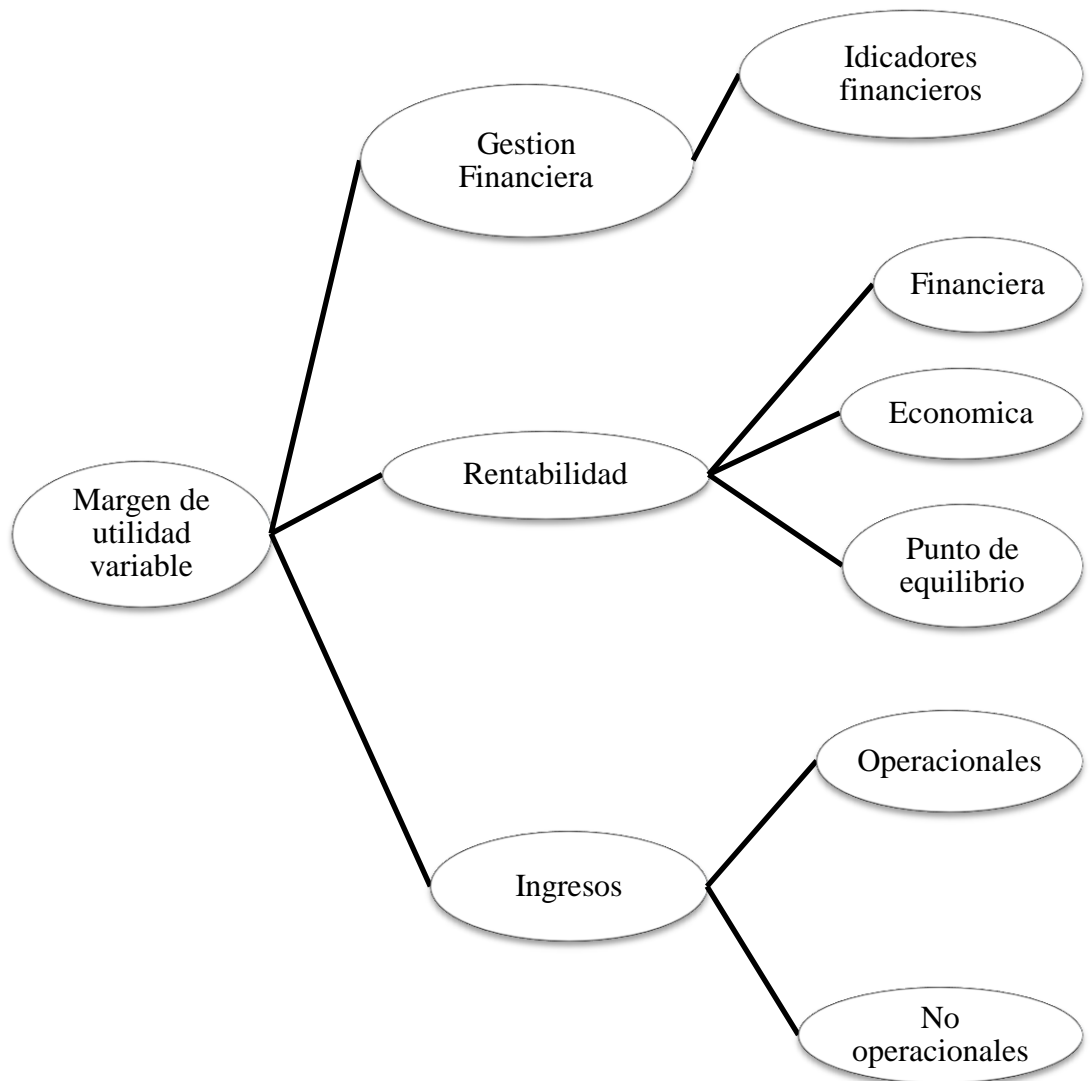 Idicadores
financieros
Gestion
Financiera
Financiera
Economica
Rentabilidad
Margen de
utilidad
variable
Punto de
equilibrio
Operacionales
Ingresos
No
operacionales